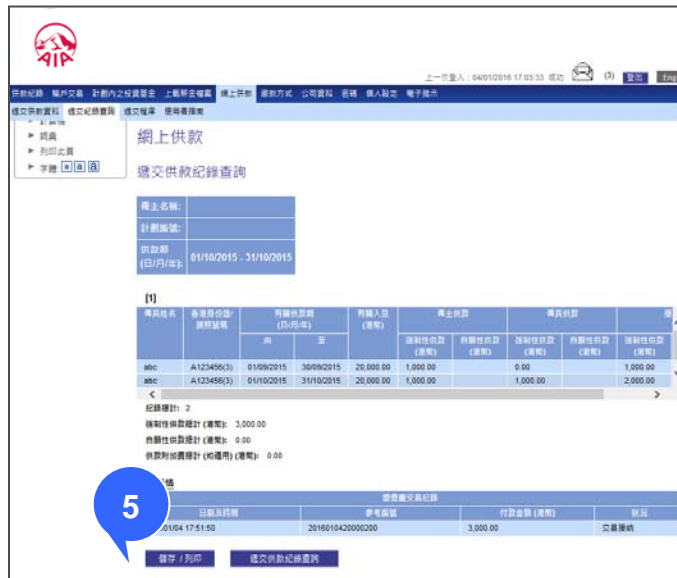 AIA
上一次登入 : 04/01/2016 17:03:33 成功 (3) 登出 Eng
供款紀錄 賬戶交易 計劃內之投資基金 上載新金檔案 網上供款 繳款方式 公司資料 密碼 個人設定 電子提示
遞交供款資料 遞交紀錄查詢 遞交程序 使用者指南
計算機
詞典
列印此頁
字體: a a a
網上供款
遞交供款紀錄查詢
僱主名稱:
計劃編號:
供款期
(日/月/年): 01/10/2015 - 31/10/2015
[1]
僱員姓名 香港身份證/護照號碼 有關供款期 (日/月/年) 有關入息 (港幣) 僱主供款 僱員供款
由 至 強制性供款 (港幣) 自願性供款 (港幣) 強制性供款 (港幣) 自願性供款 (港幣) 強制性供款 (港幣)
abc A123456(3) 01/09/2015 30/09/2015 20,000.00 1,000.00 0.00 1,000.00
abc A123456(3) 01/10/2015 31/10/2015 20,000.00 1,000.00 1,000.00 2,000.00
紀錄總計: 2
強制性供款總計 (港幣): 3,000.00
自願性供款總計 (港幣): 0.00
供款附加費總計 (如適用) (港幣): 0.00
繳費靈交易紀錄
日期及時間 參考編號 付款金額 (港幣) 狀況
01/04 17:51:50 2016010420000200 3,000.00 交易接納
5
儲存 / 列印 遞交供款紀錄查詢